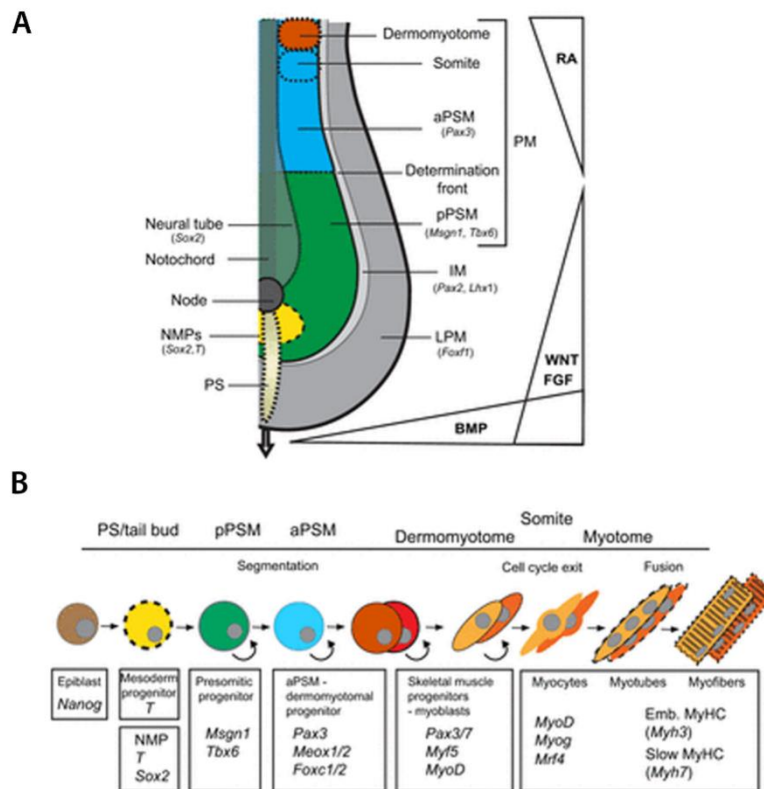 A
Dermomyotome
Somite
aPSM
(Pax3)
Determination
front
pPSM
(Msgn1, Tbx6)
IM
(Pax2, Lhx1)
LPM
(Foxf1)
PM
RA
WNT
FGF
BMP
Neural tube
(Sox2)
Notochord
Node
NMPs
(Sox2,T)
PS
B
PS/tail bud pPSM aPSM Somite
Dermomyotome Myotome
Segmentation Cell cycle exit Fusion
Epiblast
Nanog
Mesoderm
progenitor
T
NMP
T
Sox2
Presomitic
progenitor
Msgn1
Tbx6
aPSM -
dermomyotomal
progenitor
Pax3
Meox1/2
Foxc1/2
Skeletal muscle
progenitors
- myoblasts
Pax3/7
Myf5
MyoD
Myocytes Myotubes Myofibers
MyoD
Myog
Mrf4
Emb. MyHC
(Myh3)
Slow MyHC
(Myh7)